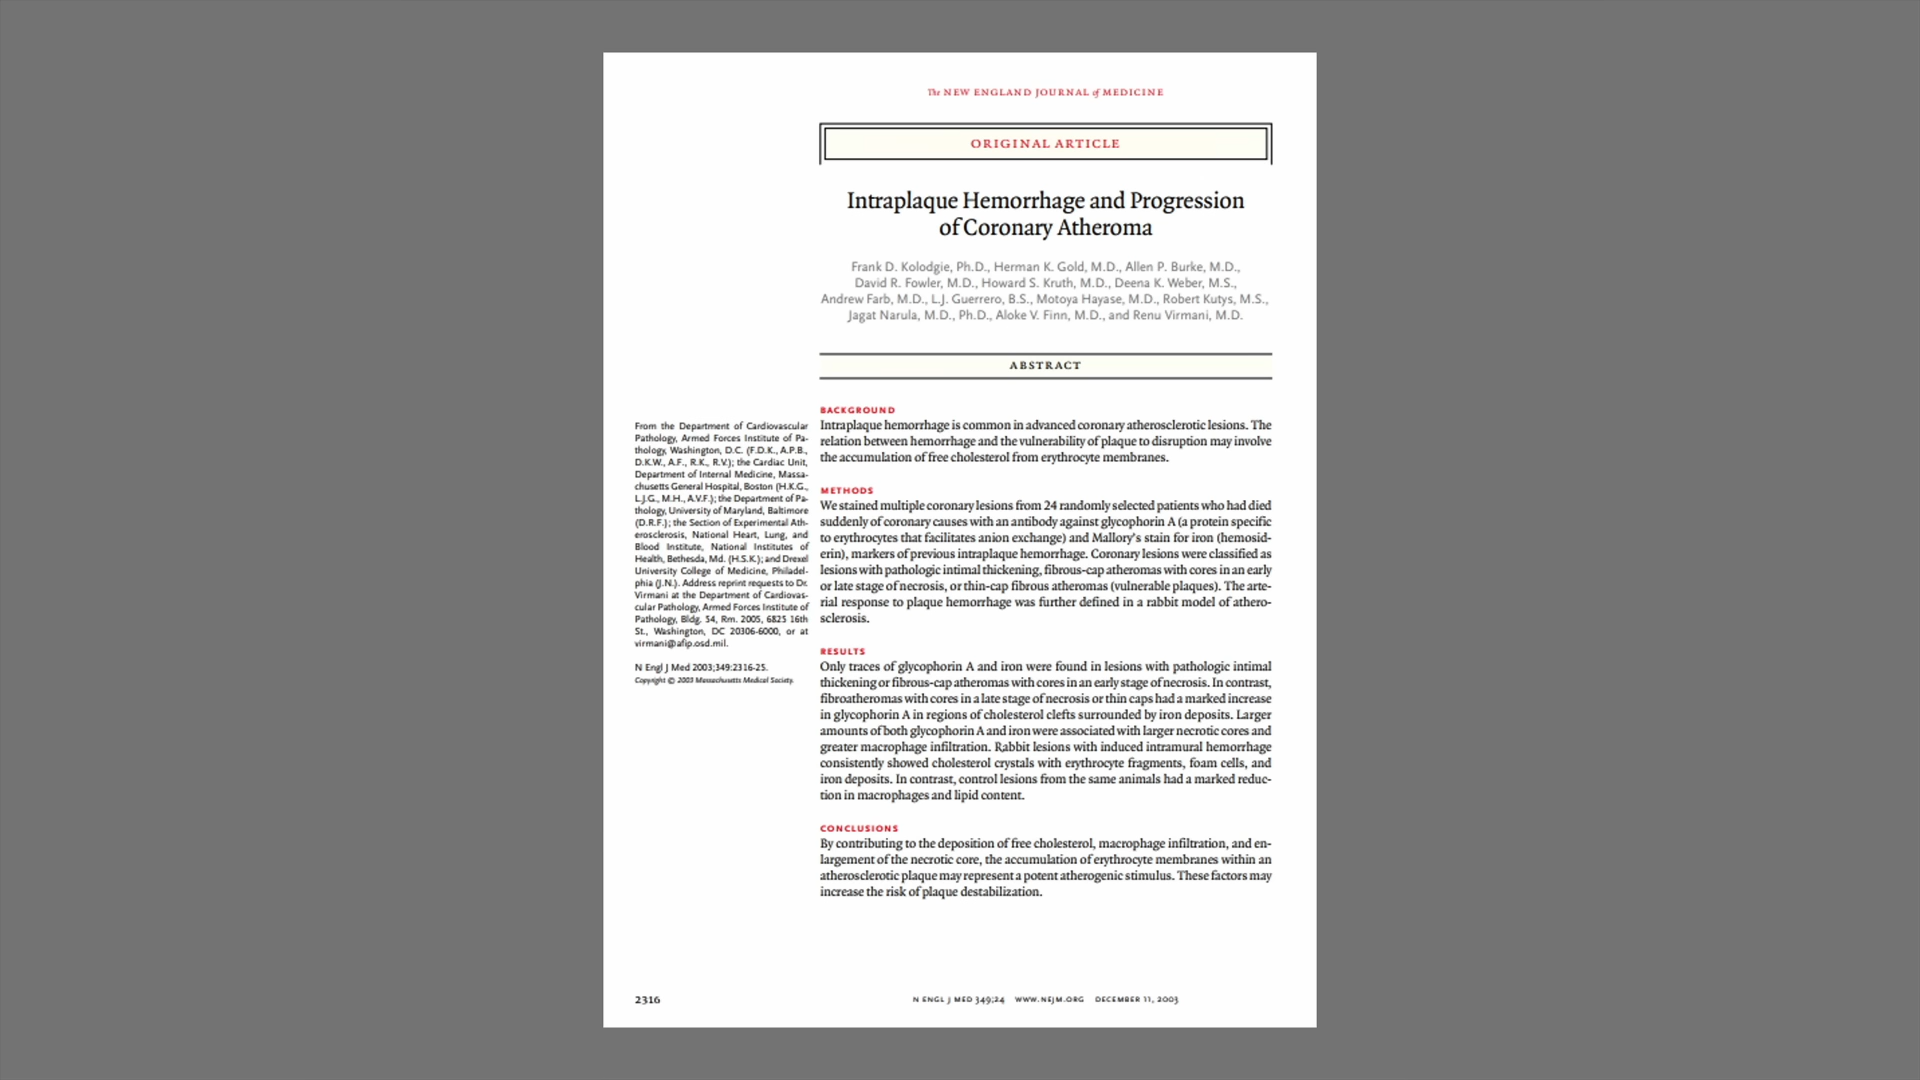 The NEW ENGLAND JOURNAL of MEDICINE
ORIGINAL ARTICLE
Intraplaque Hemorrhage and Progression
of Coronary Atheroma
Frank D. Kolodgie, Ph.D., Herman K. Gold, M.D., Allen P. Burke, M.D.,
David R. Fowler, M.D., Howard S. Kruth, M.D., Deena K. Weber, M.S.,
Andrew Farb, M.D., L.J. Guerrero, B.S., Motoya Hayase, M.D., Robert Kutys, M.S.,
Jagat Narula, M.D., Ph.D., Aloke V. Finn, M.D., and Renu Virmani, M.D.
ABSTRACT
From the Department of Cardiovascular
Pathology, Armed Forces Institute of Pa-
thology, Washington, D.C. (F.D.K., A.P.B.,
D.K.W., A.F., R.K., R.V.); the Cardiac Unit,
Department of Internal Medicine, Massa-
chusetts General Hospital, Boston (H.K.G.,
L.J.G., M.H., A.V.F.); the Department of Pa-
thology, University of Maryland, Baltimore
(D.R.F.); the Section of Experimental Ath-
erosclerosis, National Heart, Lung, and
Blood Institute, National Institutes of
Health, Bethesda, Md. (H.S.K.); and Drexel
University College of Medicine, Philadel-
phia (J.N.). Address reprint requests to Dr.
Virmani at the Department of Cardiovas-
cular Pathology, Armed Forces Institute of
Pathology, Bldg. 54, Rm. 2005, 6825 16th
St., Washington, DC 20306-6000, or at
virmani@afip.osd.mil.
N Engl J Med 2003;349:2316-25.
Copyright © 2003 Massachusetts Medical Society.
BACKGROUND
Intraplaque hemorrhage is common in advanced coronary atherosclerotic lesions. The
relation between hemorrhage and the vulnerability of plaque to disruption may involve
the accumulation of free cholesterol from erythrocyte membranes.
METHODS
We stained multiple coronary lesions from 24 randomly selected patients who had died
suddenly of coronary causes with an antibody against glycophorin A (a protein specific
to erythrocytes that facilitates anion exchange) and Mallory's stain for iron (hemosid-
erin), markers of previous intraplaque hemorrhage. Coronary lesions were classified as
lesions with pathologic intimal thickening, fibrous-cap atheromas with cores in an early
or late stage of necrosis, or thin-cap fibrous atheromas (vulnerable plaques). The arte-
rial response to plaque hemorrhage was further defined in a rabbit model of athero-
sclerosis.
RESULTS
Only traces of glycophorin A and iron were found in lesions with pathologic intimal
thickening or fibrous-cap atheromas with cores in an early stage of necrosis. In contrast,
fibroatheromas with cores in a late stage of necrosis or thin caps had a marked increase
in glycophorin A in regions of cholesterol clefts surrounded by iron deposits. Larger
amounts of both glycophorin A and iron were associated with larger necrotic cores and
greater macrophage infiltration. Rabbit lesions with induced intramural hemorrhage
consistently showed cholesterol crystals with erythrocyte fragments, foam cells, and
iron deposits. In contrast, control lesions from the same animals had a marked reduc-
tion in macrophages and lipid content.
CONCLUSIONS
By contributing to the deposition of free cholesterol, macrophage infiltration, and en-
largement of the necrotic core, the accumulation of erythrocyte membranes within an
atherosclerotic plaque may represent a potent atherogenic stimulus. These factors may
increase the risk of plaque destabilization.
2316
N ENGL J MED 349;24 WWW.NEJM.ORG DECEMBER 11, 2003